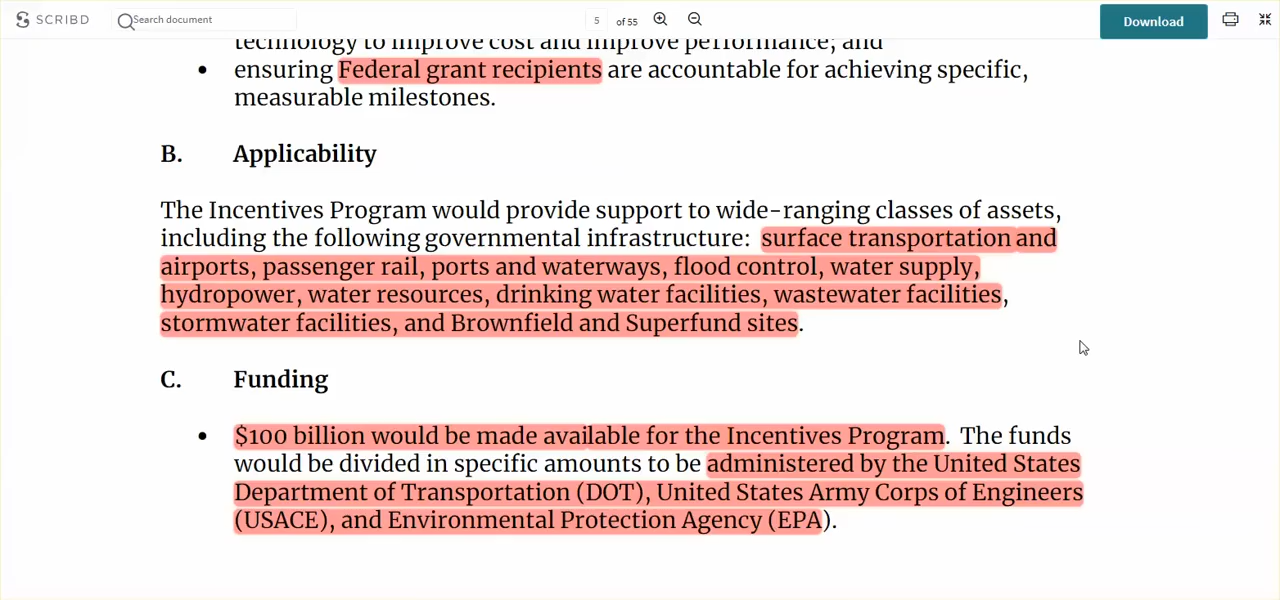 SCRIBD
Search document
5 of 55
Download
technology to improve cost and improve performance; and
• ensuring Federal grant recipients are accountable for achieving specific,
measurable milestones.
B. Applicability
The Incentives Program would provide support to wide-ranging classes of assets,
including the following governmental infrastructure: surface transportation and
airports, passenger rail, ports and waterways, flood control, water supply,
hydropower, water resources, drinking water facilities, wastewater facilities,
stormwater facilities, and Brownfield and Superfund sites.
C. Funding
• $100 billion would be made available for the Incentives Program. The funds
would be divided in specific amounts to be administered by the United States
Department of Transportation (DOT), United States Army Corps of Engineers
(USACE), and Environmental Protection Agency (EPA).